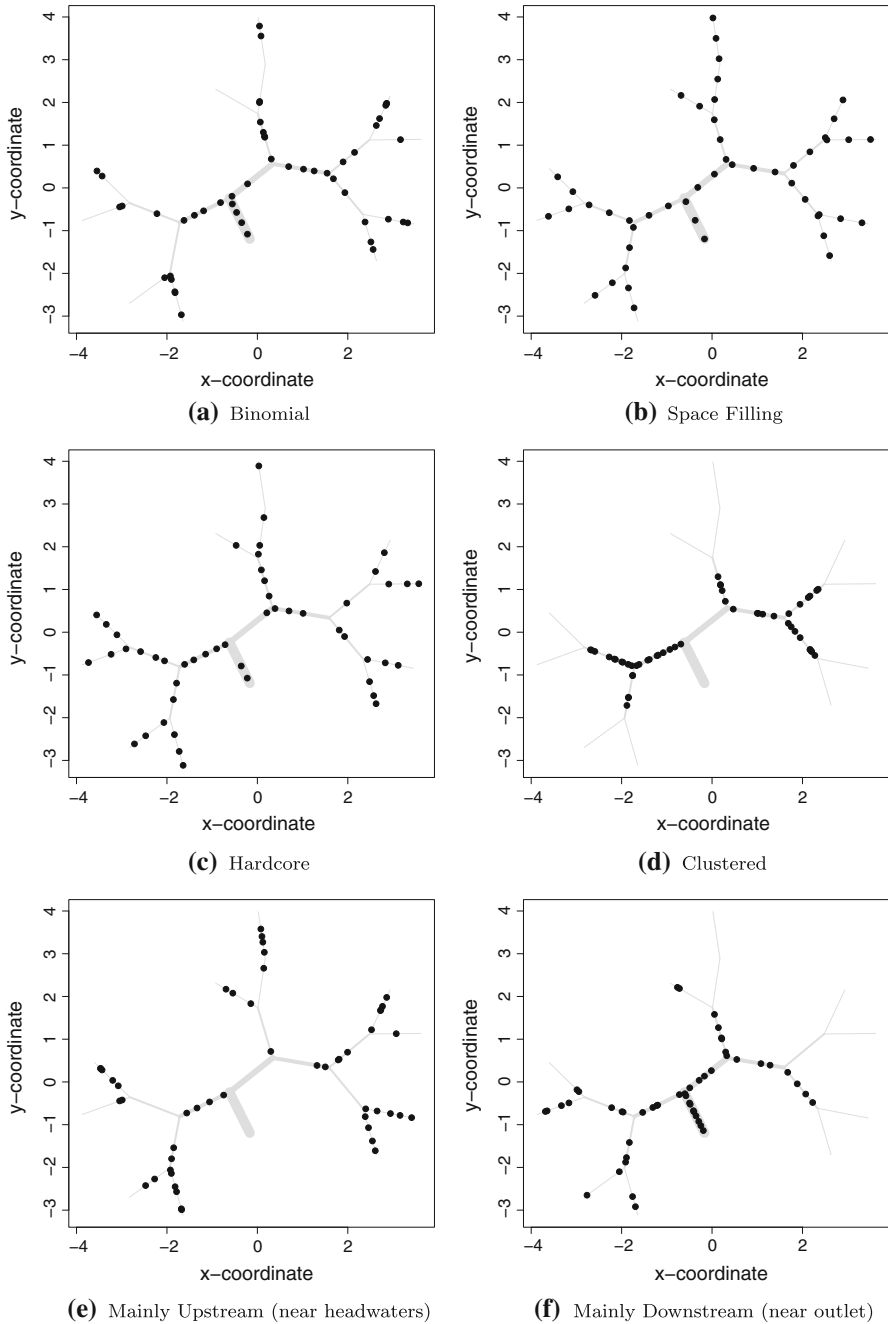 4
3
2
1
0
−1
−2
−3
y−coordinate
−4 −2 0 2
x−coordinate
(a) Binomial
4
3
2
1
0
−1
−2
−3
y−coordinate
−4 −2 0 2
x−coordinate
(b) Space Filling
4
3
2
1
0
−1
−2
−3
y−coordinate
−4 −2 0 2
x−coordinate
(c) Hardcore
4
3
2
1
0
−1
−2
−3
y−coordinate
−4 −2 0 2
x−coordinate
(d) Clustered
4
3
2
1
0
−1
−2
−3
y−coordinate
−4 −2 0 2
x−coordinate
(e) Mainly Upstream (near headwaters)
4
3
2
1
0
−1
−2
−3
y−coordinate
−4 −2 0 2
x−coordinate
(f) Mainly Downstream (near outlet)